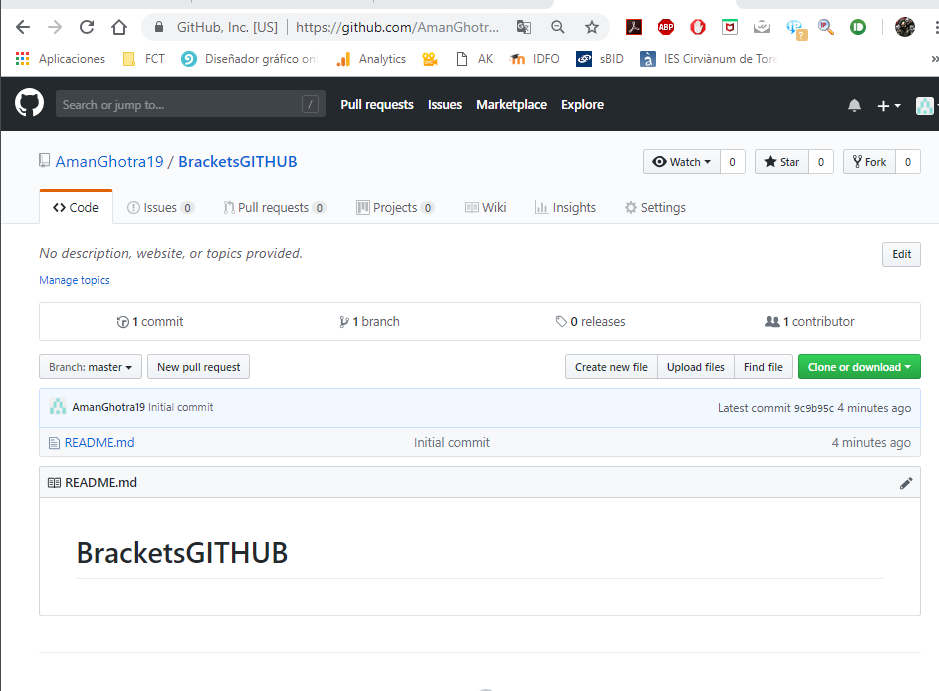 GitHub, Inc. [US] https://github.com/AmanGhotr...
Aplicaciones FCT Diseñador gráfico onl Analytics AK IDFO sBID IES Cirviànum de Tore »
Search or jump to... / Pull requests Issues Marketplace Explore
AmanGhotra19 / BracketsGITHUB Watch 0 Star 0 Fork 0
Code Issues 0 Pull requests 0 Projects 0 Wiki Insights Settings
No description, website, or topics provided. Edit
Manage topics
1 commit 1 branch 0 releases 1 contributor
Branch: master New pull request Create new file Upload files Find file Clone or download
AmanGhotra19 Initial commit Latest commit 9c9b95c 4 minutes ago
README.md Initial commit 4 minutes ago
README.md
BracketsGITHUB